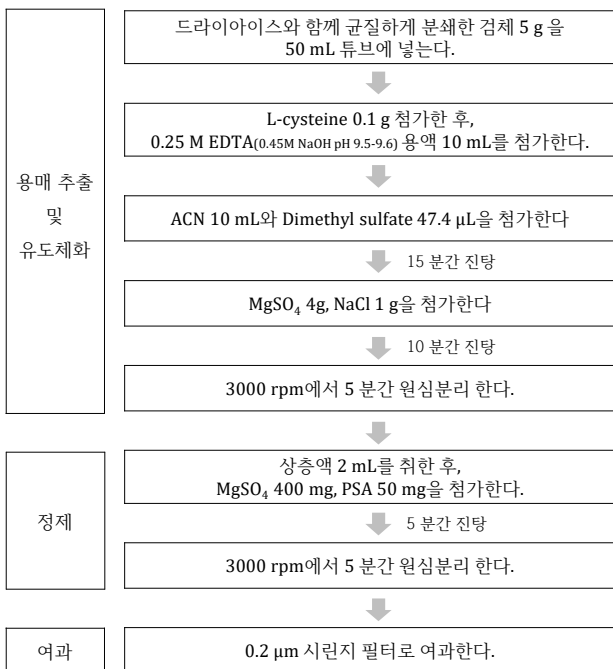 드라이아이스와 함께 균질하게 분쇄한 검체 5 g 을
50 mL 튜브에 넣는다.
L-cysteine 0.1 g 첨가한 후,
0.25 M EDTA(0.45M NaOH pH 9.5-9.6) 용액 10 mL를 첨가한다.
용매 추출
및
유도체화
ACN 10 mL와 Dimethyl sulfate 47.4 μL을 첨가한다
15 분간 진탕
MgSO₄ 4g, NaCl 1 g을 첨가한다
10 분간 진탕
3000 rpm에서 5 분간 원심분리 한다.
상층액 2 mL를 취한 후,
MgSO₄ 400 mg, PSA 50 mg을 첨가한다.
정제
5 분간 진탕
3000 rpm에서 5 분간 원심분리 한다.
여과
0.2 μm 시린지 필터로 여과한다.